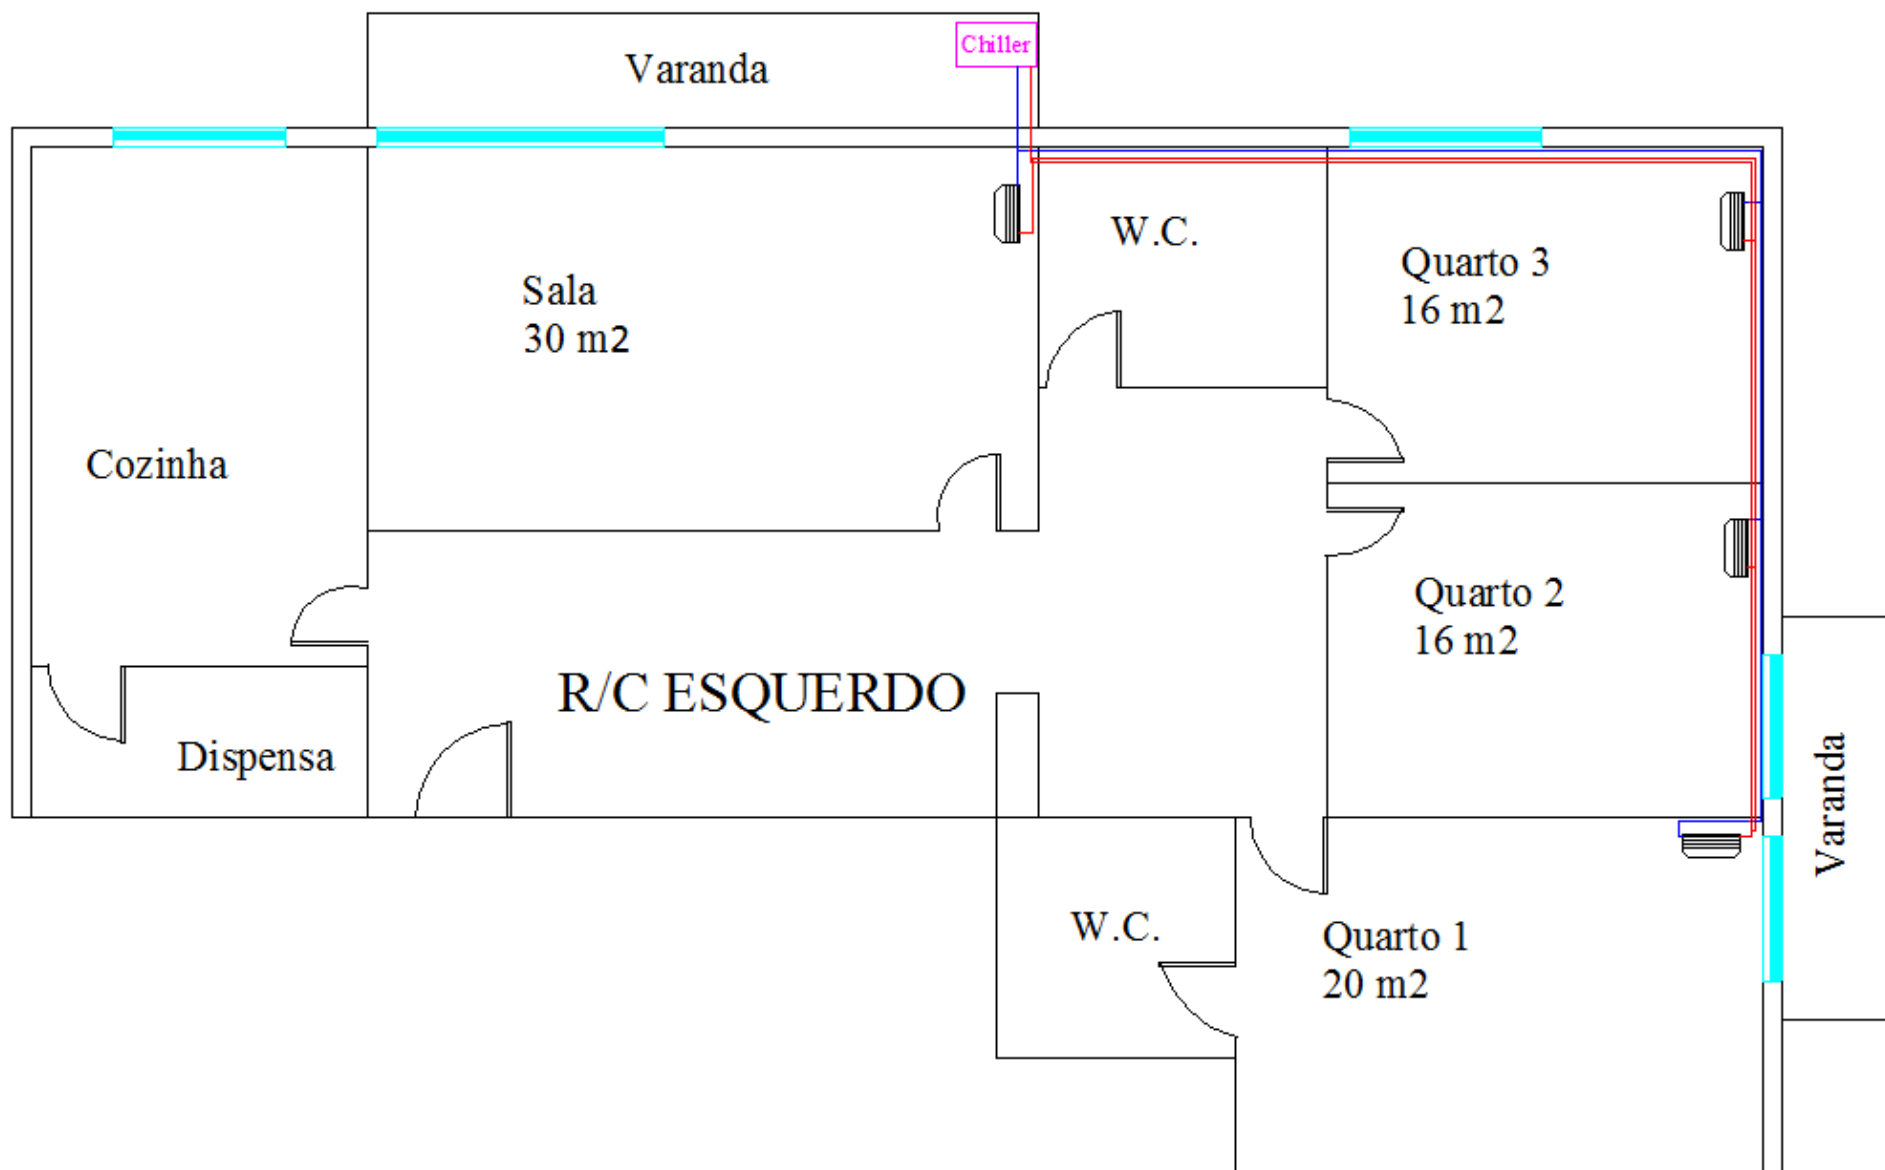 Chiller
Varanda
W.C.
Quarto 3
16 m2
Sala
30 m2
Cozinha
Quarto 2
16 m2
R/C ESQUERDO
Dispensa
Varanda
W.C.
Quarto 1
20 m2